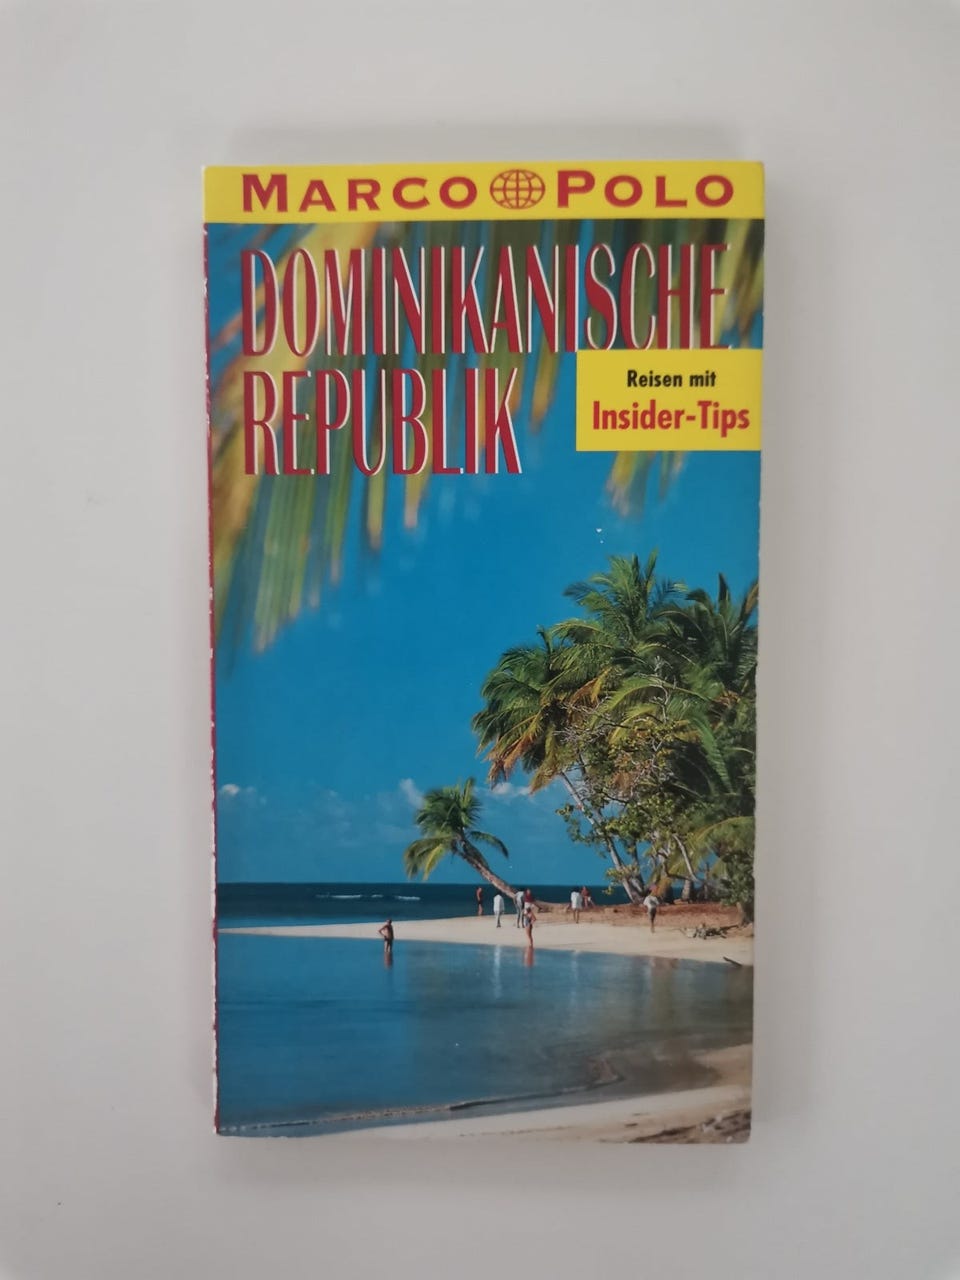 MARCO POLO
DOMINIKANISCHE
REPUBLIK
Reisen mit
Insider-Tips